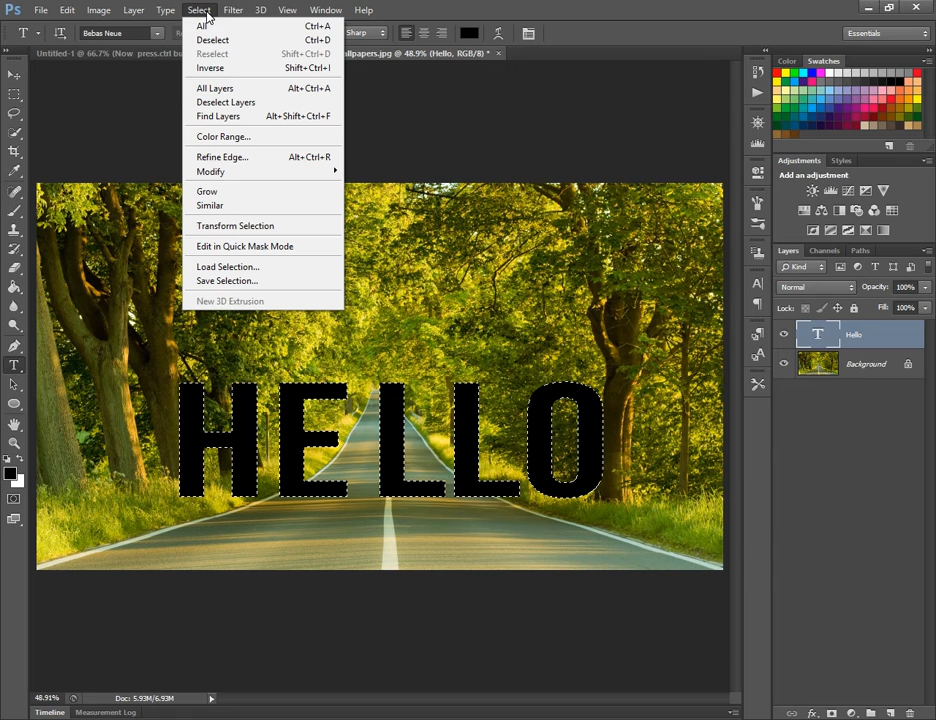 Ps File Edit Image Layer Type Select Filter 3D View Window Help
T Bebas Neue Sharp Essentials
Untitled-1 @ 66.7% (Now press.ctrl bu llpapers.jpg @ 48.9% (Hello, RGB/8) * ×
All Ctrl+A
Deselect Ctrl+D
Reselect Shift+Ctrl+D
Inverse Shift+Ctrl+I
All Layers Alt+Ctrl+A
Deselect Layers
Find Layers Alt+Shift+Ctrl+F
Color Range...
Refine Edge... Alt+Ctrl+R
Modify
Grow
Similar
Transform Selection
Edit in Quick Mask Mode
Load Selection...
Save Selection...
New 3D Extrusion
HELLO
Color Swatches
Adjustments Styles
Add an adjustment
Layers Channels Paths
Kind
Normal Opacity: 100%
Lock: Fill: 100%
T Hello
Background
48.91% Doc: 5.93M/6.93M
Timeline Measurement Log